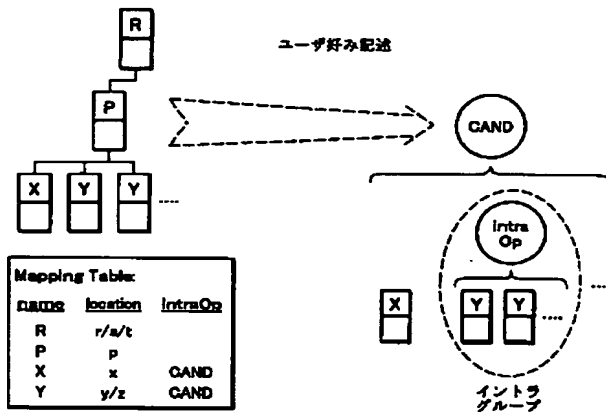 R
ユーザ好み記述
P
CAND
X Y Y .....
Intra
Op
Mapping Table:
name location intraOp
R r/s/t
P p
X x CAND
Y y/z CAND
X Y Y .....
...
イントラ
グループ